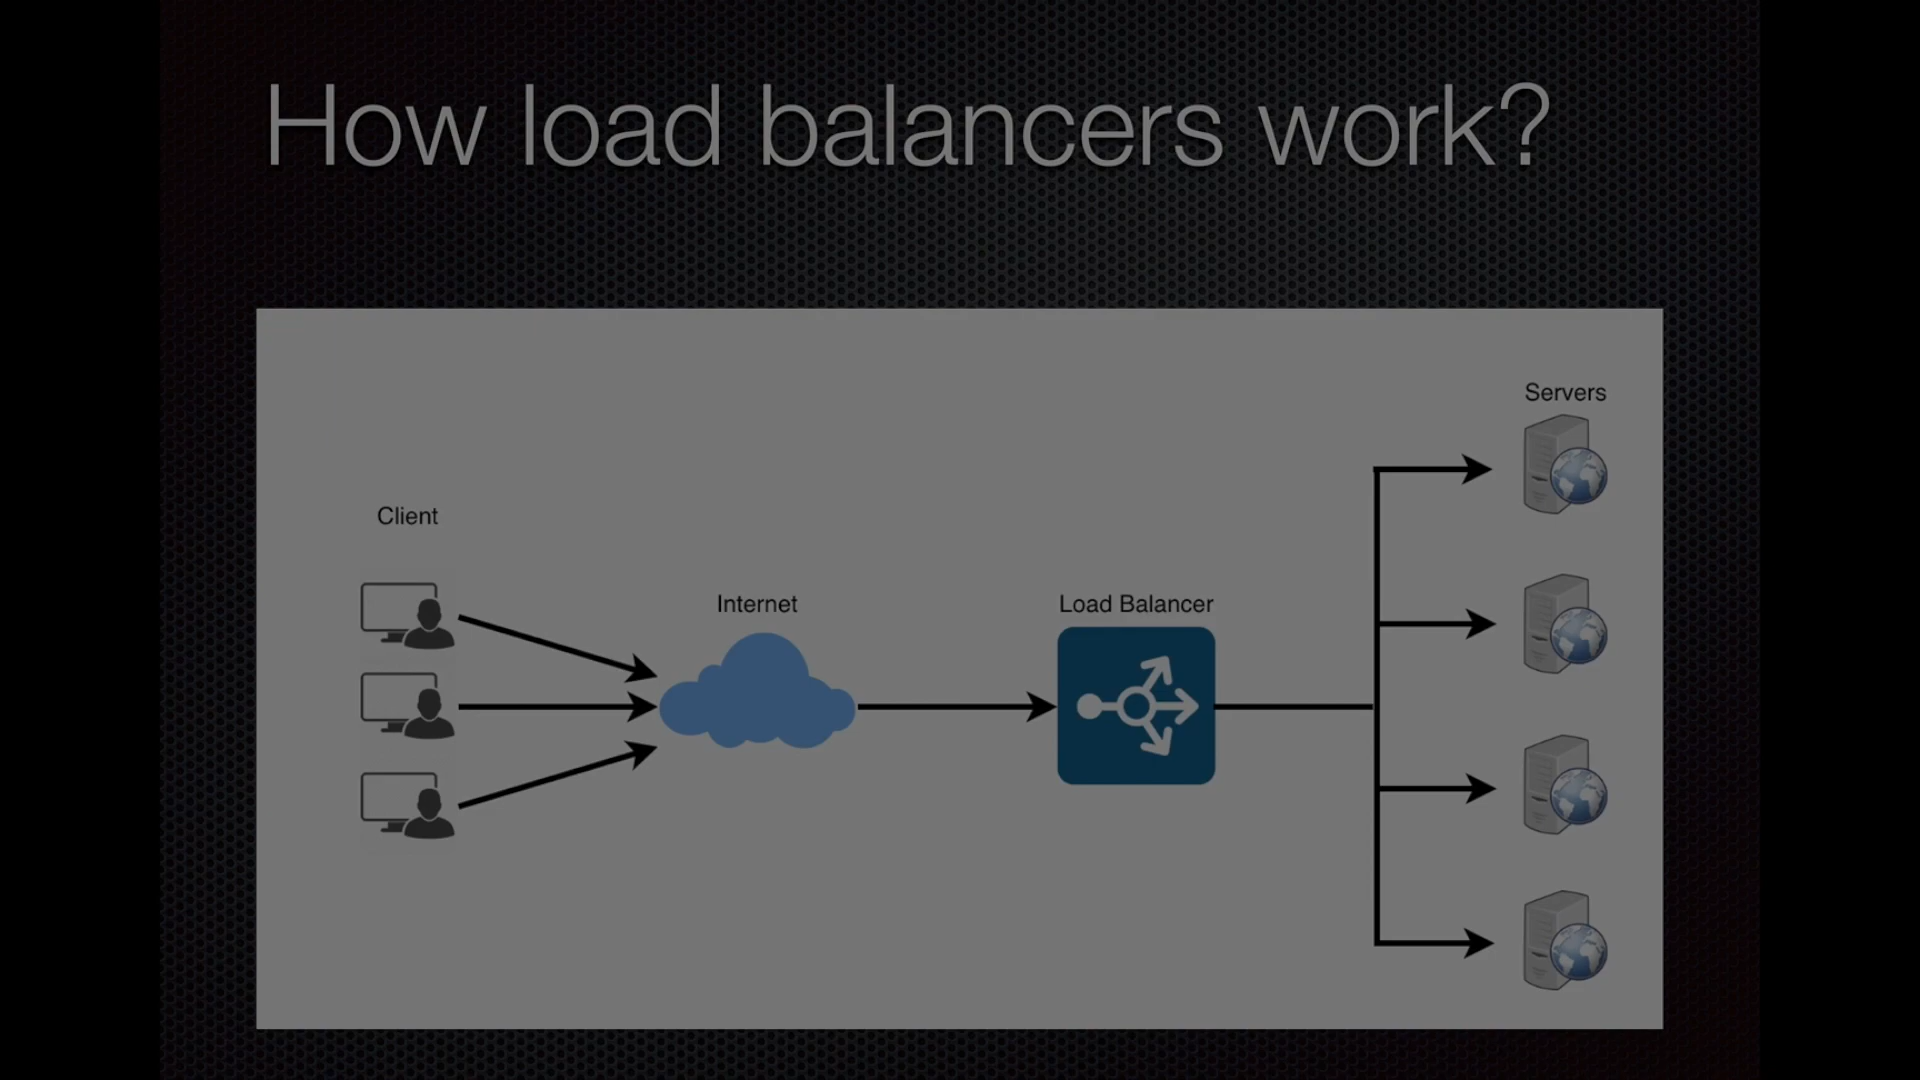 How load balancers work?
Servers
Client
Internet
Load Balancer